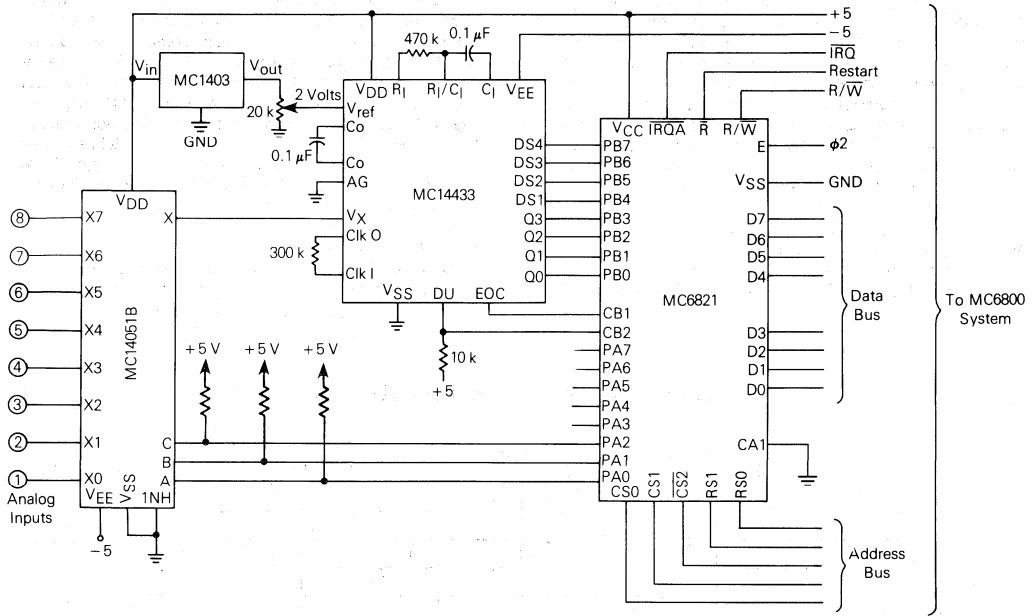 +5
-5
IRQ
Restart
R/W
Vin
MC1403
Vout
GND
20 k
2 Volts
470 k
0.1 µF
VDD
RI
RI/CI
CI
VEE
Vref
Co
0.1 µF
Co
AG
VX
Clk O
300 k
Clk I
MC14433
DS4
DS3
DS2
DS1
Q3
Q2
Q1
Q0
VSS
DU
EOC
10 k
+5
VCC
IRQA
R
R/W
PB7
PB6
PB5
PB4
PB3
PB2
PB1
PB0
CB1
CB2
PA7
PA6
PA5
PA4
PA3
PA2
PA1
PA0
MC6821
E
ϕ2
VSS
GND
D7
D6
D5
D4
D3
D2
D1
D0
Data
Bus
CA1
CS0
CS1
CS2
RS1
RS0
Address
Bus
To MC6800
System
VDD
X
8
X7
7
X6
6
X5
5
X4
4
X3
3
X2
2
X1
1
X0
MC14051B
C
B
A
VEE
VSS
1NH
Analog
Inputs
-5
+5 V
+5 V
+5 V